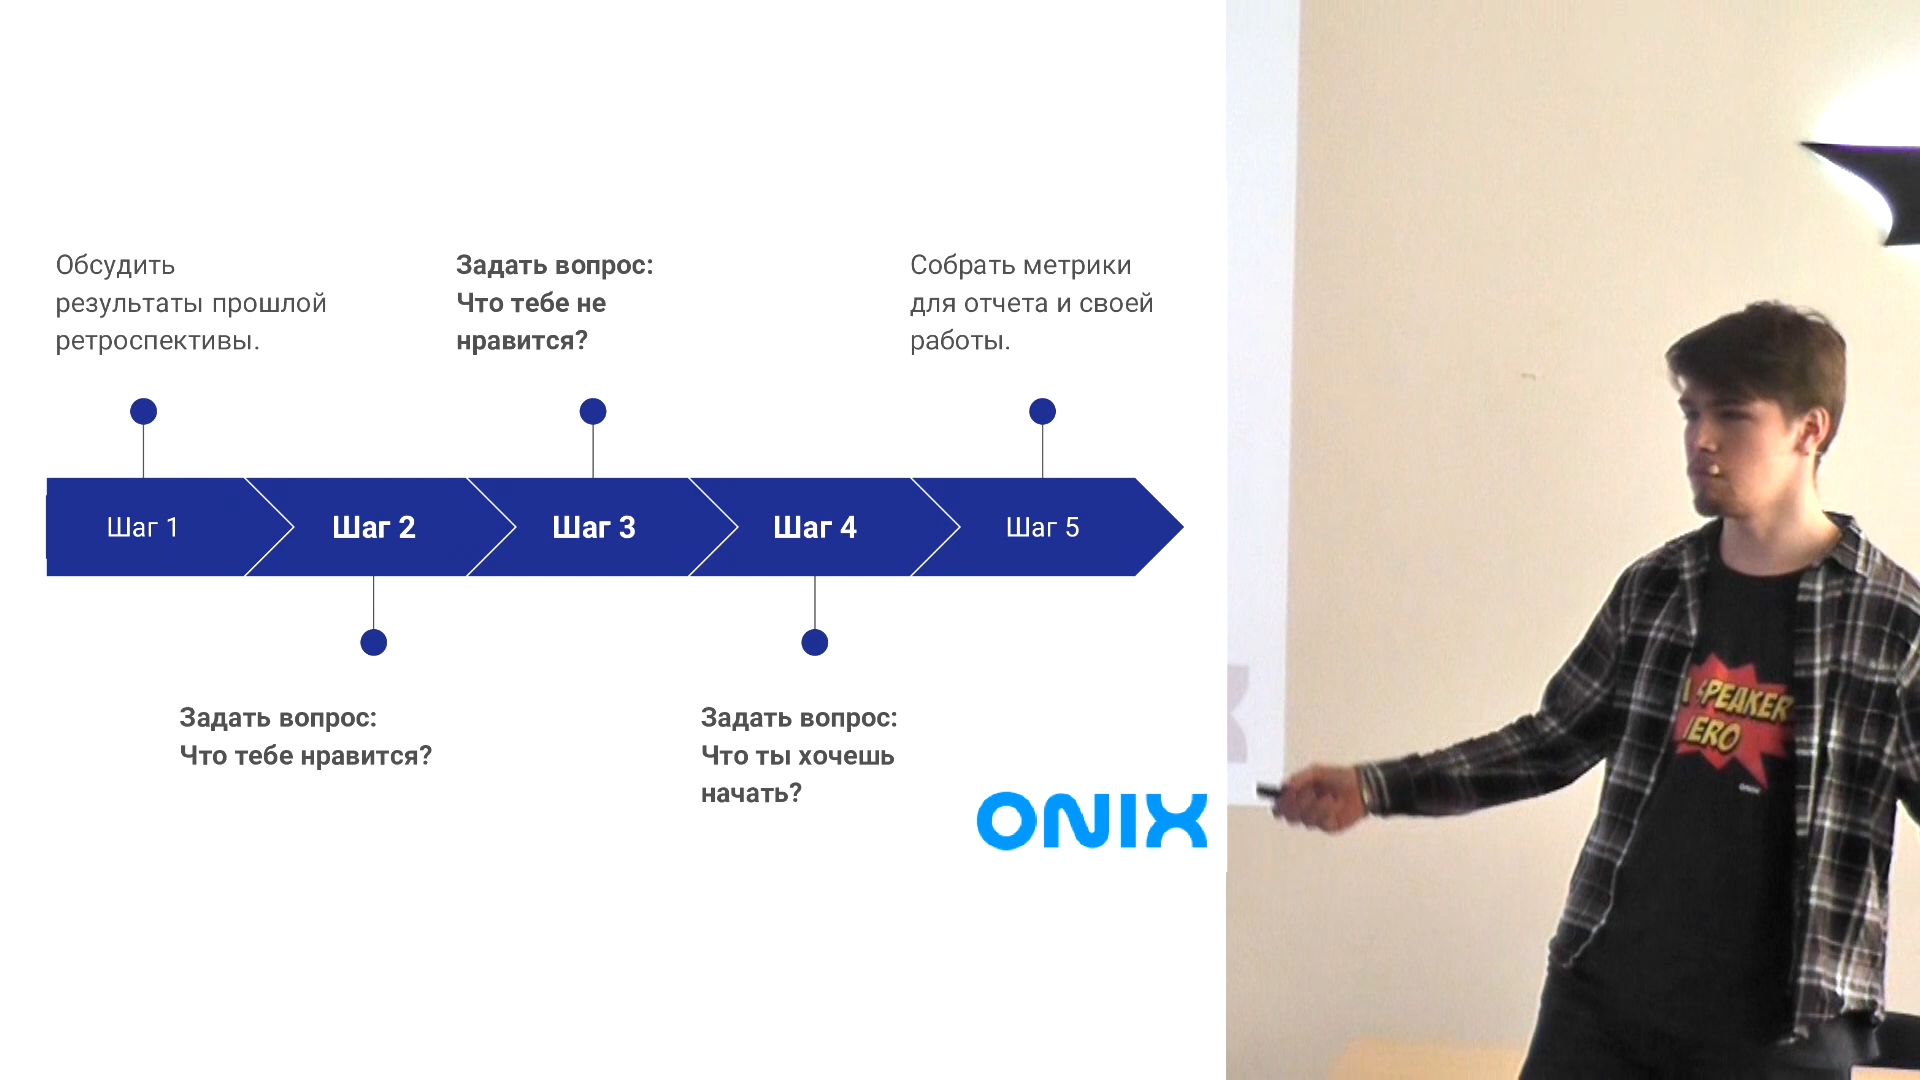 Обсудить
результаты прошлой
ретроспективы.
Задать вопрос:
Что тебе не
нравится?
Собрать метрики
для отчета и своей
работы.
Шаг 1
Шаг 2
Шаг 3
Шаг 4
Шаг 5
Задать вопрос:
Что тебе нравится?
Задать вопрос:
Что ты хочешь
начать?
ONIX
SPEAKER